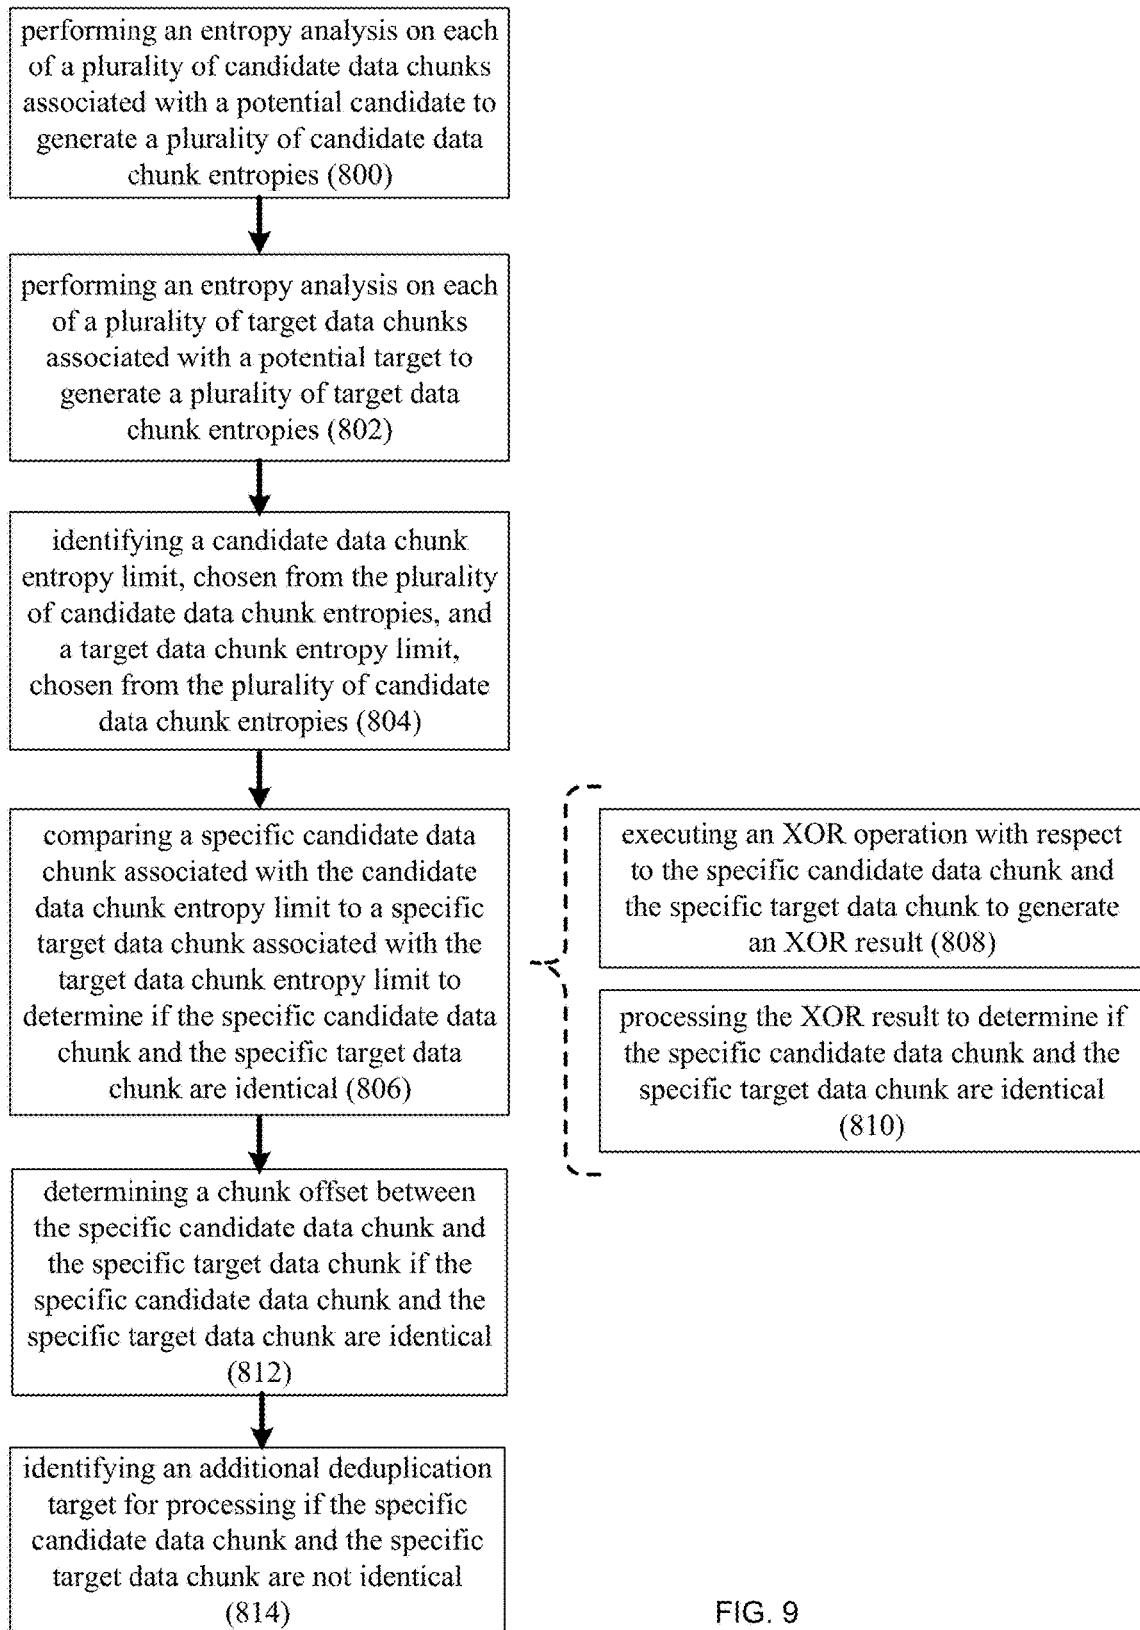 performing an entropy analysis on each
of a plurality of candidate data chunks
associated with a potential candidate to
generate a plurality of candidate data
chunk entropies (800)
performing an entropy analysis on each
of a plurality of target data chunks
associated with a potential target to
generate a plurality of target data
chunk entropies (802)
identifying a candidate data chunk
entropy limit, chosen from the plurality
of candidate data chunk entropies, and
a target data chunk entropy limit,
chosen from the plurality of candidate
data chunk entropies (804)
comparing a specific candidate data
chunk associated with the candidate
data chunk entropy limit to a specific
target data chunk associated with the
target data chunk entropy limit to
determine if the specific candidate data
chunk and the specific target data
chunk are identical (806)
executing an XOR operation with respect
to the specific candidate data chunk and
the specific target data chunk to generate
an XOR result (808)
processing the XOR result to determine if
the specific candidate data chunk and the
specific target data chunk are identical
(810)
determining a chunk offset between
the specific candidate data chunk and
the specific target data chunk if the
specific candidate data chunk and the
specific target data chunk are identical
(812)
identifying an additional deduplication
target for processing if the specific
candidate data chunk and the specific
target data chunk are not identical
(814)
FIG. 9